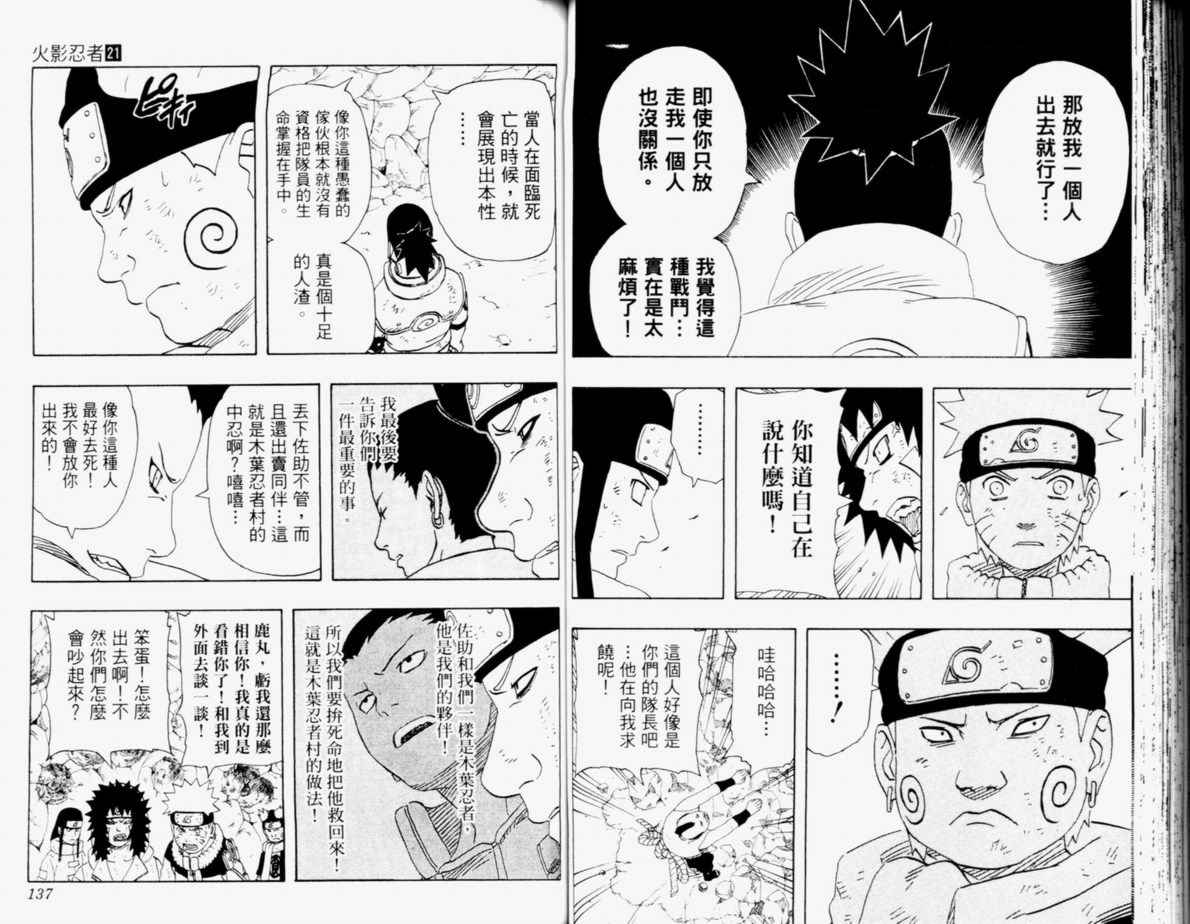 那放我一個人
出去就行了…
即使你只放
走我一個人
也沒關係。
我覺得這
種戰鬥…
實在是太
麻煩了！
你知道自己在
說什麼嗎！
………
……！
哇哈哈哈…
這個人好像是
你們的隊長吧
…他在向我求
饒呢！
火影忍者21
當人在面臨死
亡的時候，就
會展現出本性
……
像你這種愚蠢的
傢伙根本就沒有
資格把隊員的生
命掌握在手中。
真是個十足
的人渣。
ピキィ
我最後要
告訴你們
一件最重要的事。
丟下佐助不管，而
且還出賣同伴…這
就是木葉忍者村的
中忍啊？嘻嘻…
像你這種人
最好去死！
我不會放你
出來的！
佐助和我們一樣是木葉忍者，
他是我們的夥伴！
所以我們要拚死命地把他救回來！
這就是木葉忍者村的做法！
鹿丸，虧我還那麼
相信你！我真的是
看錯你了！和我到
外面去談一談！
笨蛋！怎麼
出去啊！不
然你們怎麼
會吵起來？
137